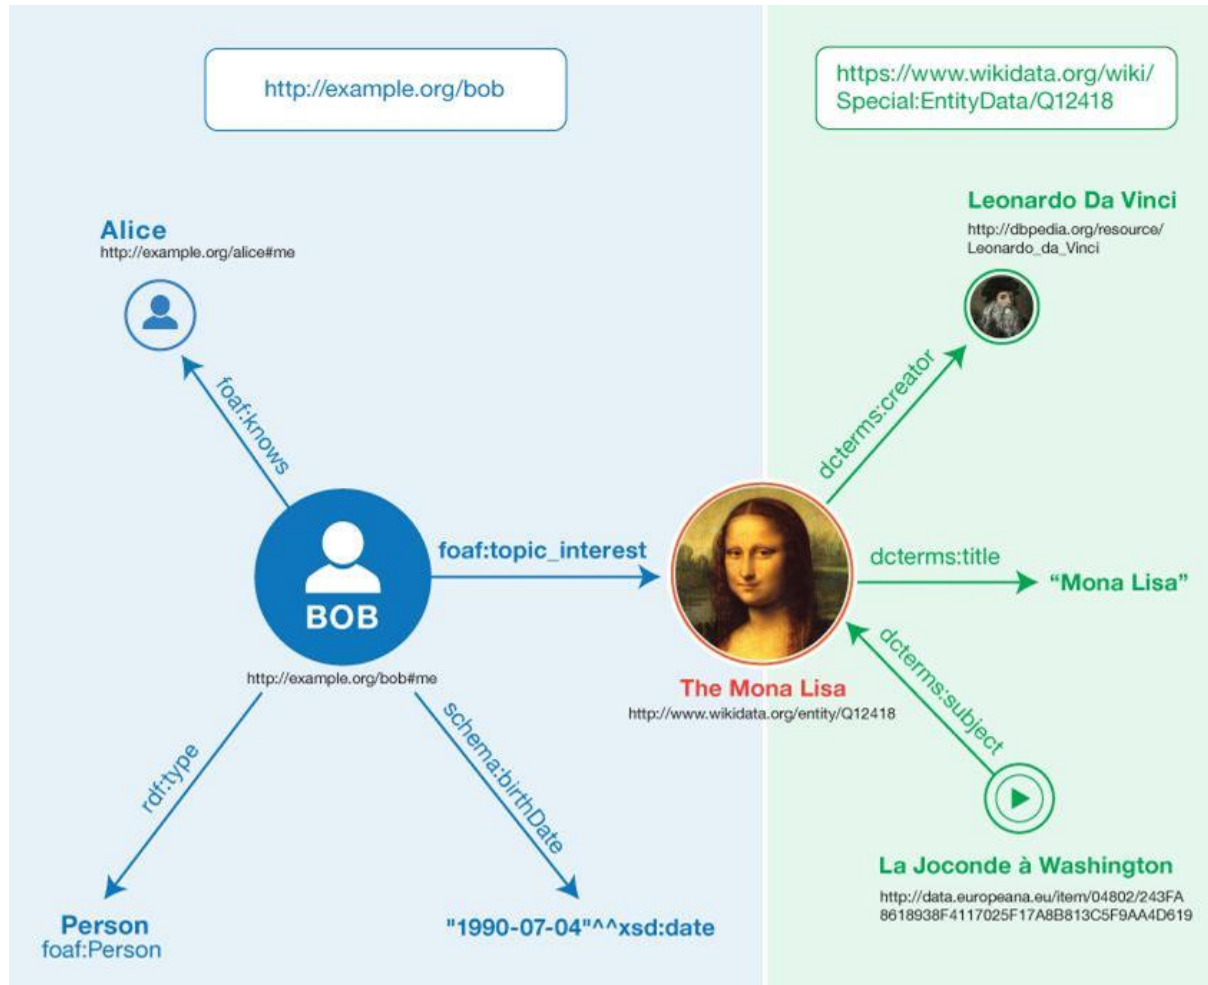 http://example.org/bob
https://www.wikidata.org/wiki/
Special:EntityData/Q12418
Alice
http://example.org/alice#me
Leonardo Da Vinci
http://dbpedia.org/resource/
Leonardo_da_Vinci
foaf:knows
dcterms:creator
BOB
http://example.org/bob#me
foaf:topic_interest
dcterms:title
“Mona Lisa”
The Mona Lisa
http://www.wikidata.org/entity/Q12418
dcterms:subject
rdf:type
schema:birthDate
Person
foaf:Person
"1990-07-04"^^xsd:date
La Joconde à Washington
http://data.europeana.eu/item/04802/243FA
8618938F4117025F17A8B813C5F9AA4D619